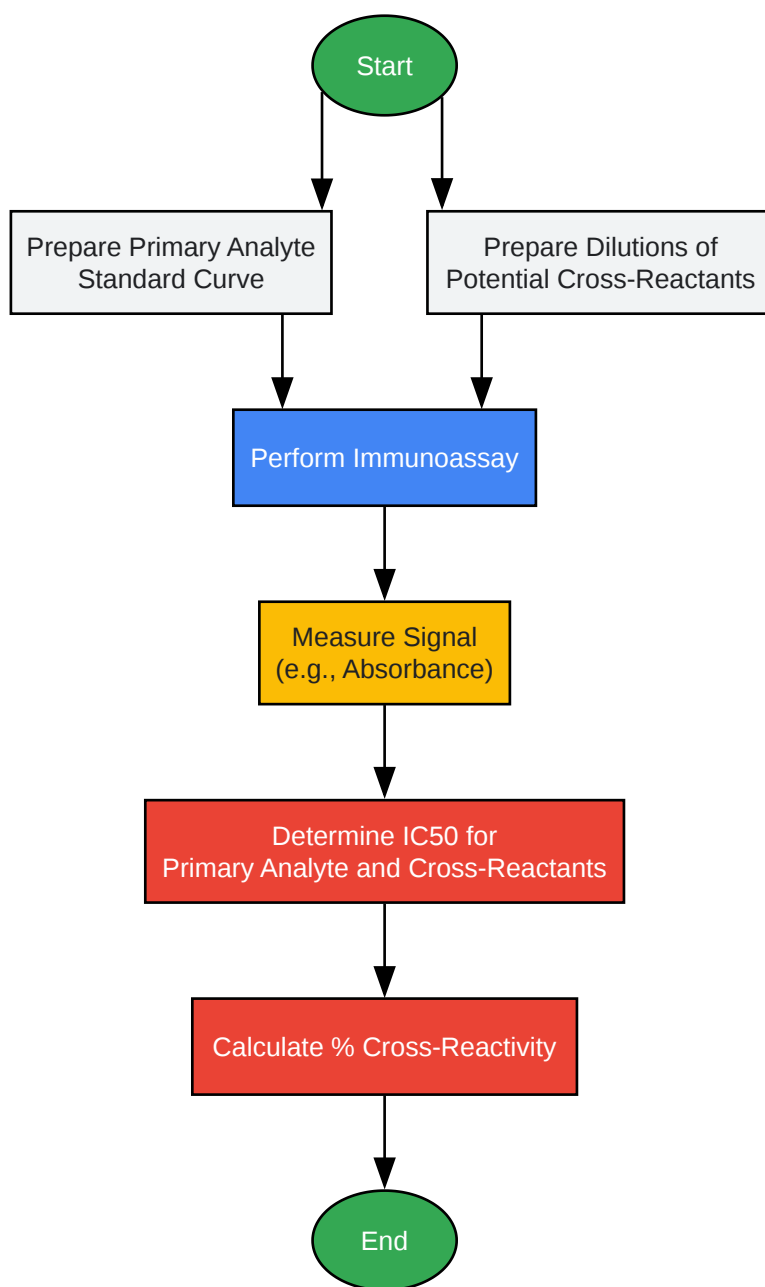 Start
Prepare Primary Analyte
Standard Curve
Prepare Dilutions of
Potential Cross-Reactants
Perform Immunoassay
Measure Signal
(e.g., Absorbance)
Determine IC50 for
Primary Analyte and Cross-Reactants
Calculate % Cross-Reactivity
End